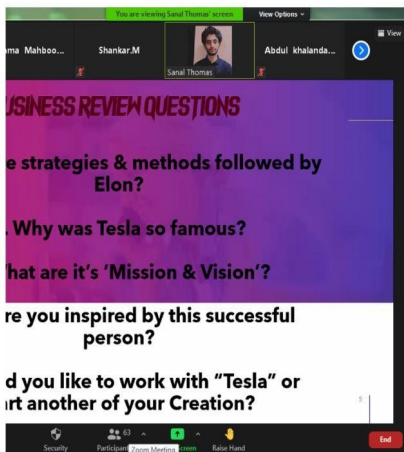 You are viewing Sanal Thomas' screen
View Options
View
ma Mahboo...
Shankar.M
Sanal Thomas
Abdul khalanda...
USINESS REVIEW QUESTIONS
e strategies & methods followed by
Elon?
. Why was Tesla so famous?
hat are it's 'Mission & Vision'?
re you inspired by this successful
person?
d you like to work with "Tesla" or
rt another of your Creation?
5
63
Security
Participan
Zoom Meeting
creen
Raise Hand
End